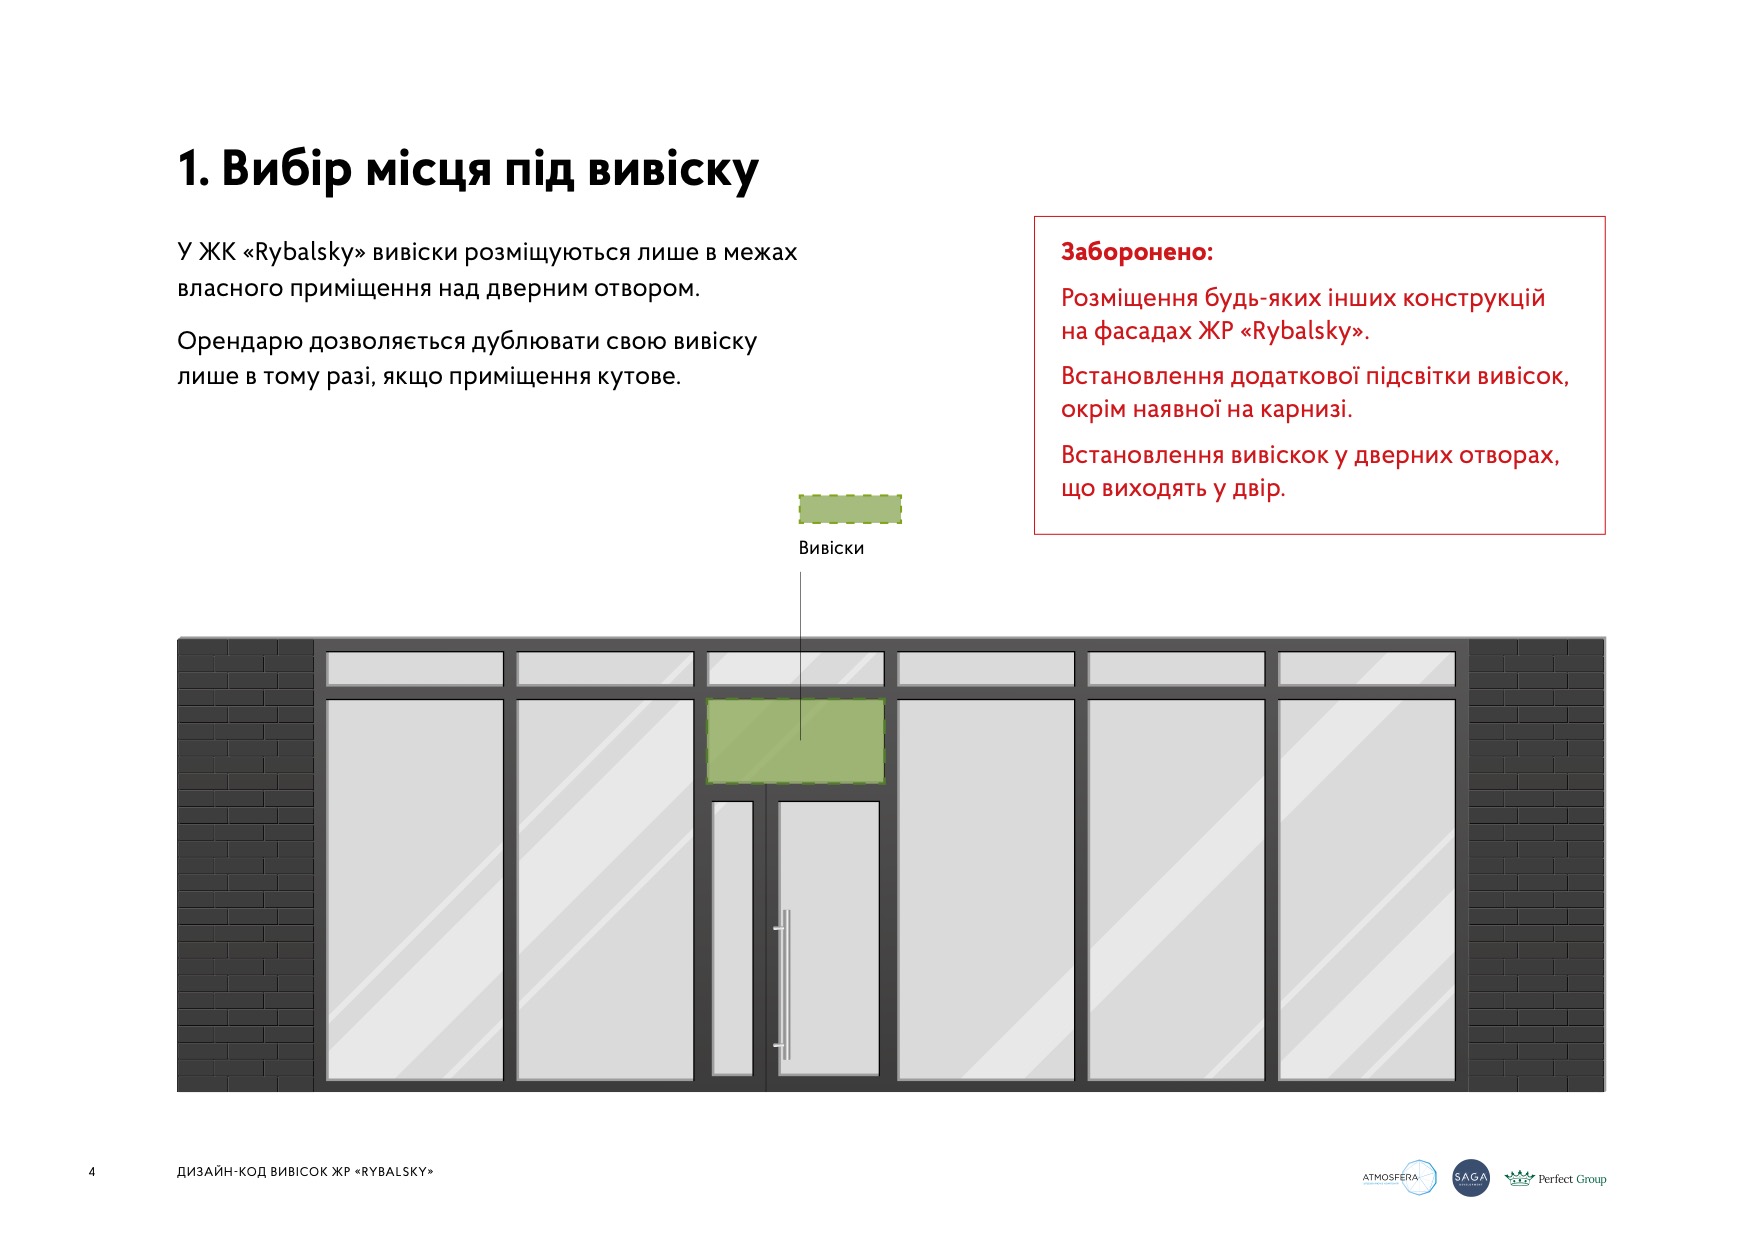 1. Вибір місця під вивіску
У ЖК «Rybalsky» вивіски розміщуються лише в межах
власного приміщення над дверним отвором.
Орендарю дозволяється дублювати свою вивіску
лише в тому разі, якщо приміщення кутове.
Заборонено:
Розміщення будь-яких інших конструкцій
на фасадах ЖР «Rybalsky».
Встановлення додаткової підсвітки вивісок,
окрім наявної на карнизі.
Встановлення вивіскок у дверних отворах,
що виходять у двір.
Вивіски
4
ДИЗАЙН-КОД ВИВІСОК ЖР «RYBALSKY»
ATMOSFERA
SAGA
DEVELOPMENT
Perfect Group